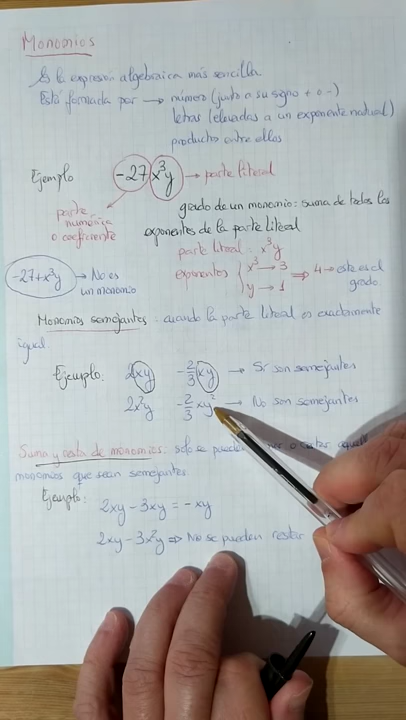 Monomios
Es la expresión algebraica más sencilla
Está formada por → número (junto a su signo + o -)
letras (elevadas a un exponente natural)
producto entre ellos
Ejemplo -27x³y → parte literal
parte numérica o coeficiente
grado de un monomio: suma de todos los
exponentes de la parte literal
parte literal: x³y
exponentes { x³ → 3
y → 1 ⇒ 4 → este es el grado
-27+x³y → No es un monomio
Monomios semejantes: cuando la parte literal es exactamente
igual.
Ejemplo: 2xy -2/3 xy → Sí son semejantes
2x²y -2/3 xy² → No son semejantes
Suma y resta de monomios: solo se pueden o restar
monomios que sean semejantes.
Ejemplo:
2xy - 3xy = -xy
2xy - 3x²y ⇒ No se pueden restar